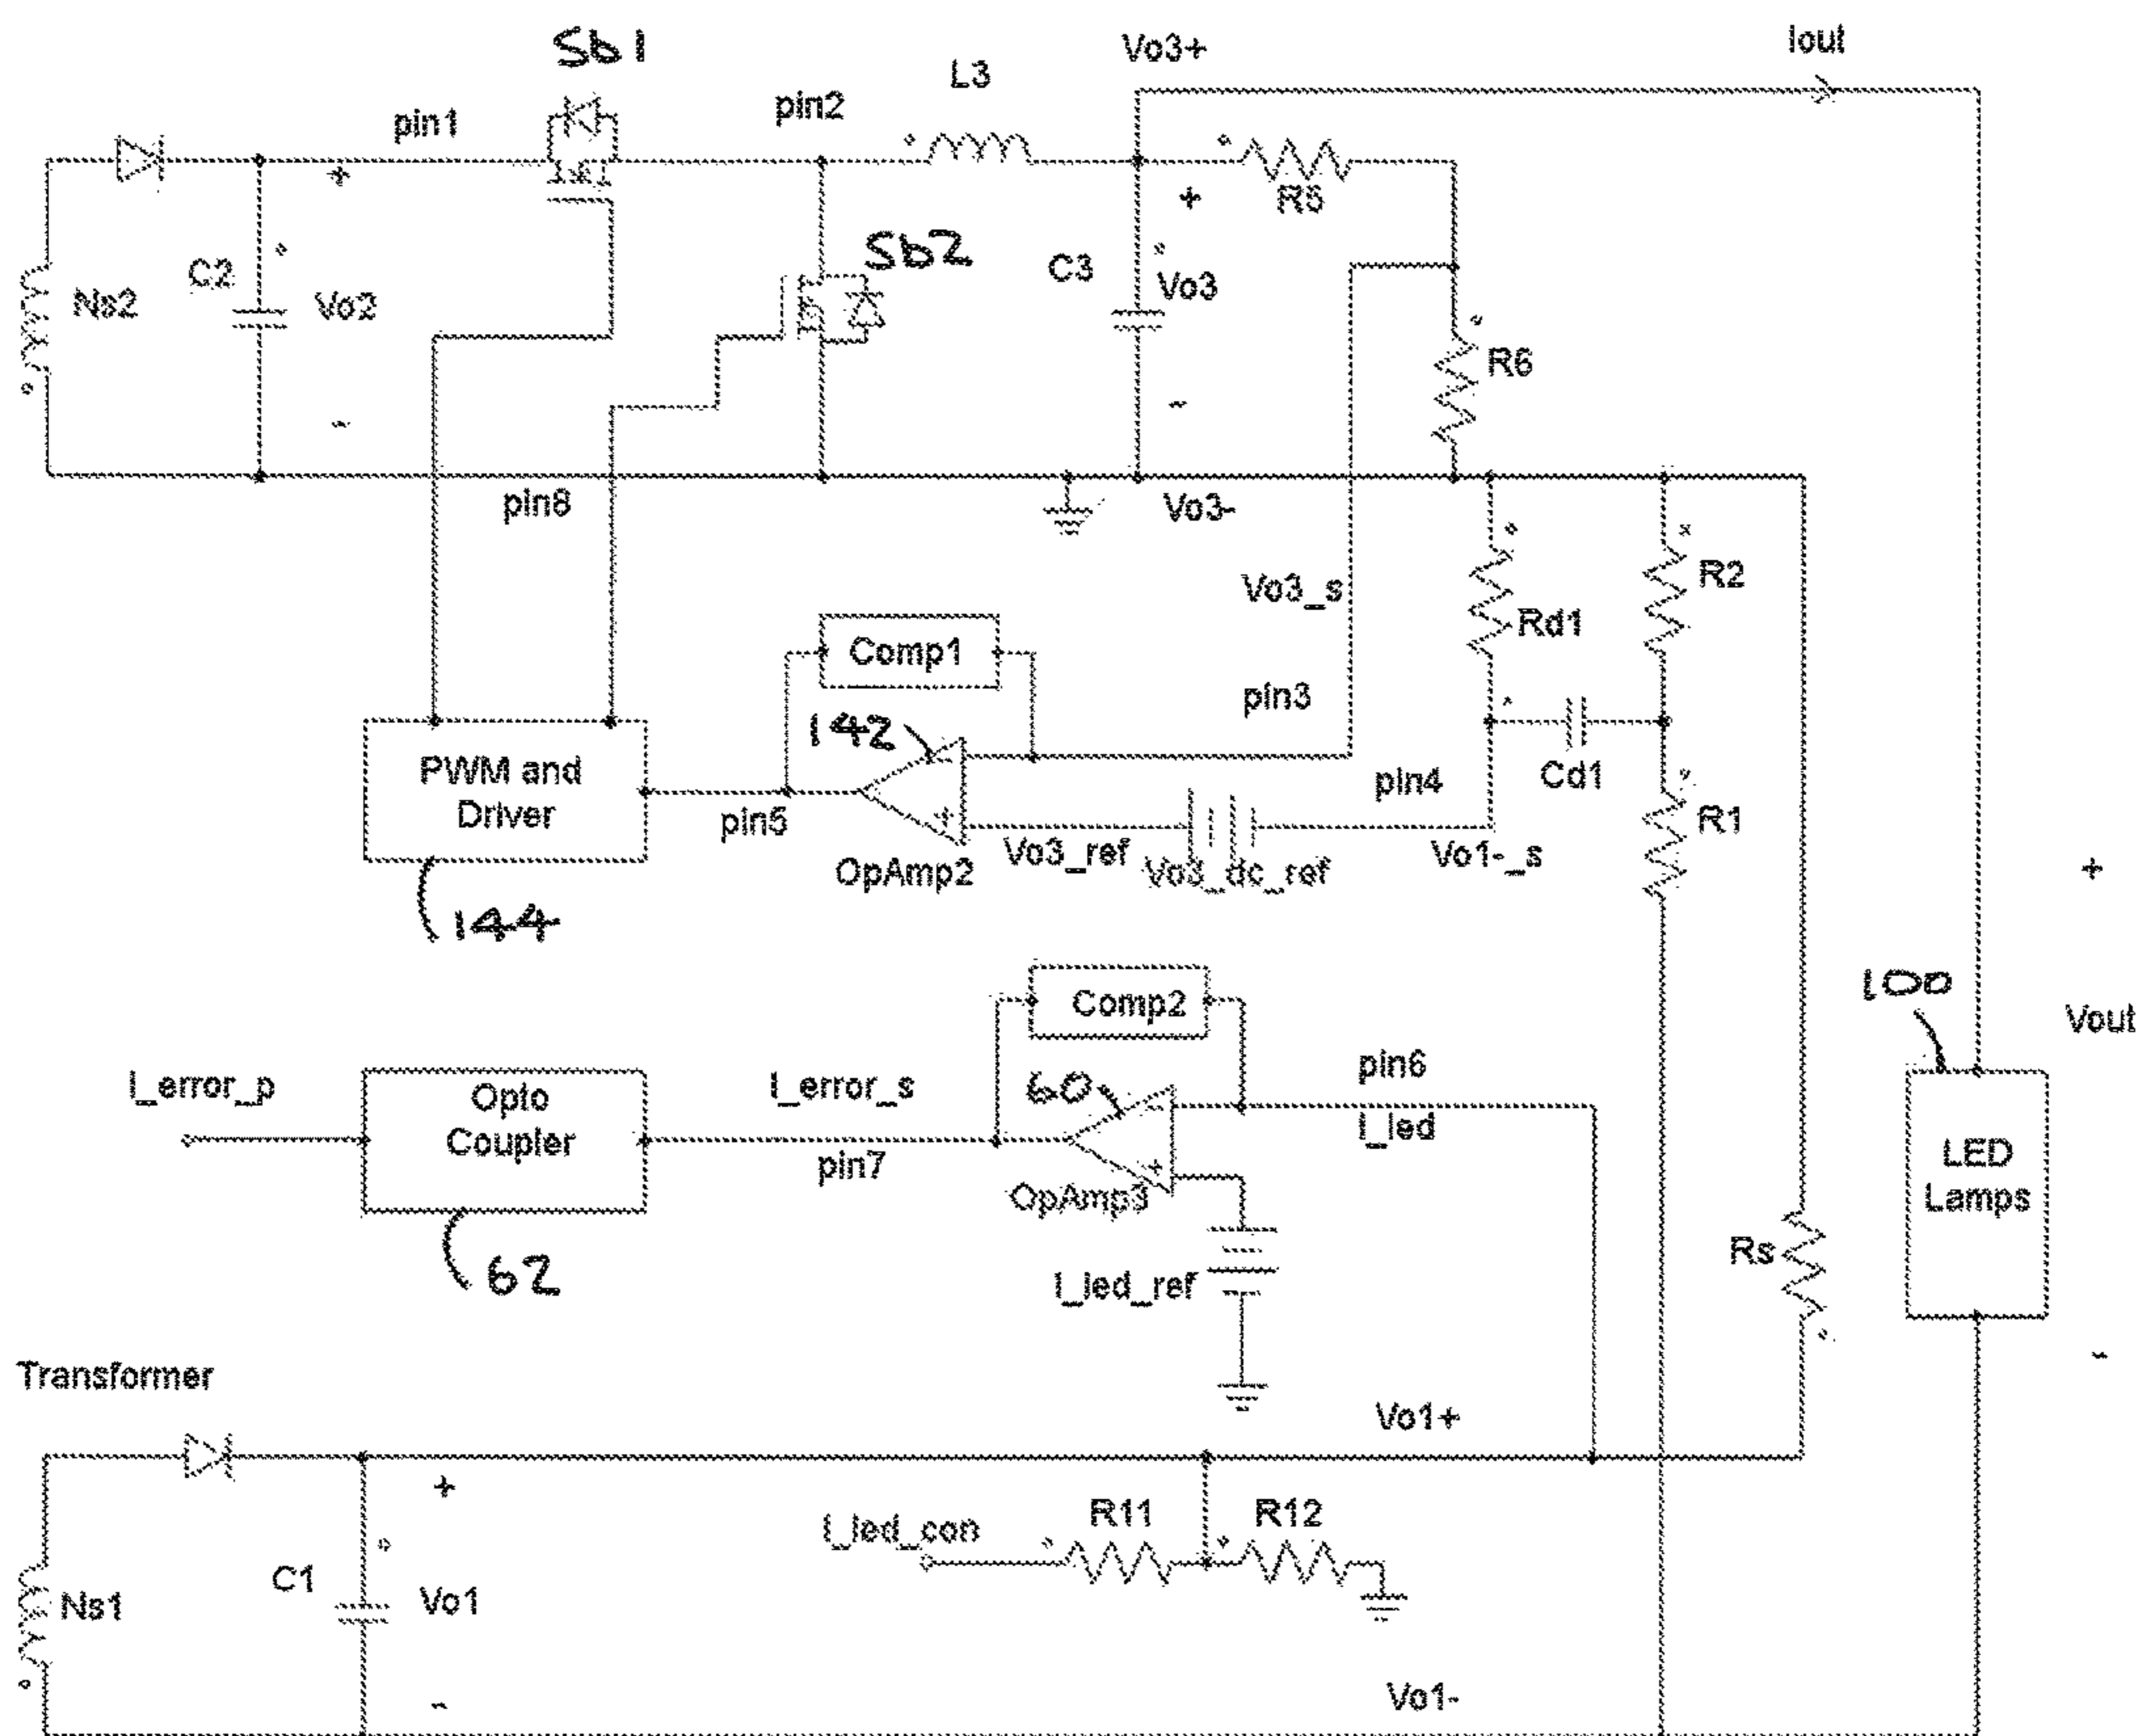 Sb1
Vo3+
Iout
L3
pin1
pin2
+
+
R5
Sb2
C2
Ns2
Vo2
C3
Vo3
R6
-
-
pin8
Vo3-
Vo3_s
R2
Rd1
Comp1
pin3
142
PWM and
Driver
pin4
Cd1
R1
pin5
+
OpAmp2
Vo3_ref
Vo3_dc_ref
Vo1-_s
+
144
100
Comp2
Vout
pin6
I_error_p
Opto
Coupler
I_error_s
60
I_led
pin7
+
OpAmp3
LED
Lamps
62
I_led_ref
Rs
-
Transformer
Vo1+
+
R11
R12
I_led_con
C1
Ns1
Vo1
-
Vo1-